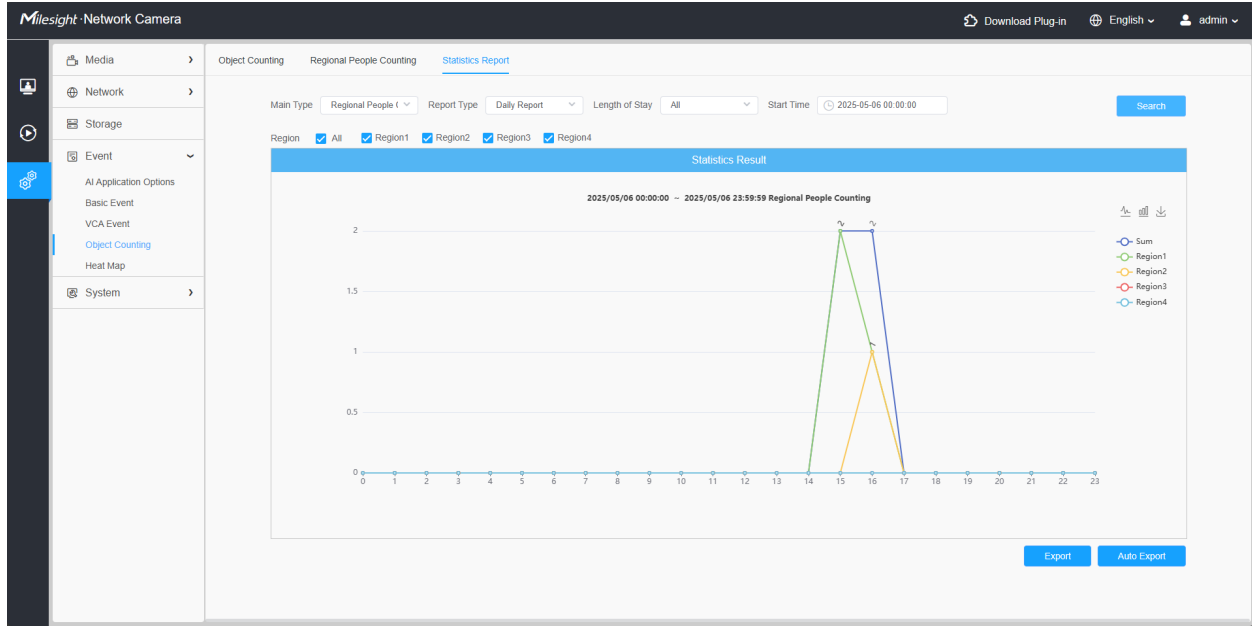 Milesight · Network Camera
Download Plug-in
English
admin
Media
Network
Storage
Event
AI Application Options
Basic Event
VCA Event
Object Counting
Heat Map
System
Object Counting Regional People Counting Statistics Report
Main Type Regional People ( Report Type Daily Report Length of Stay All Start Time 2025-05-06 00:00:00 Search
Region All Region1 Region2 Region3 Region4
Statistics Result
2025/05/06 00:00:00 ~ 2025/05/06 23:59:59 Regional People Counting
Sum
Region1
Region2
Region3
Region4
2 2
2
1.5
1
1
0.5
0
0 1 2 3 4 5 6 7 8 9 10 11 12 13 14 15 16 17 18 19 20 21 22 23
Export Auto Export